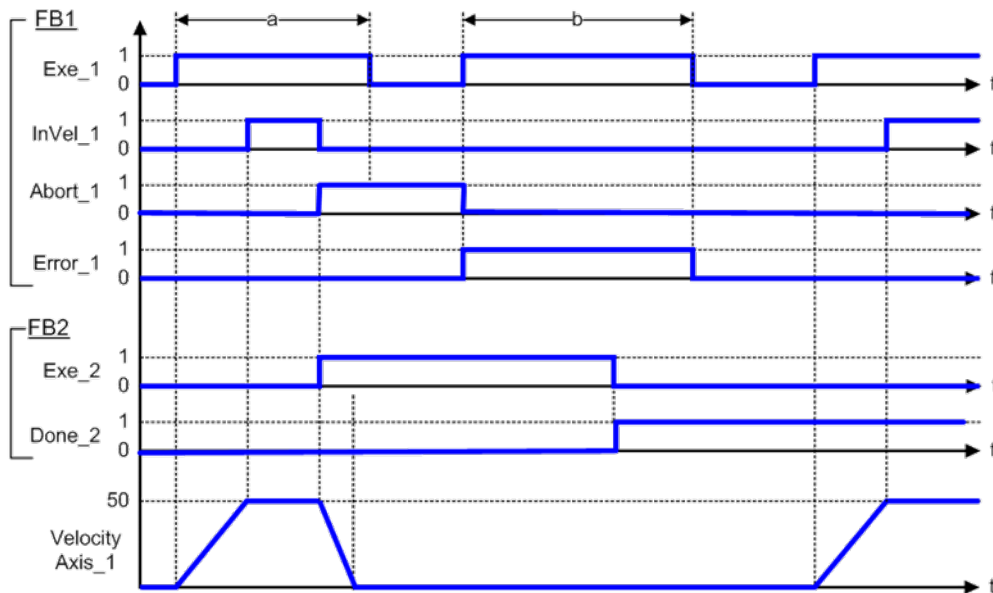 FB1
a
b
Exe_1
1
0
t
InVel_1
1
0
t
Abort_1
1
0
t
Error_1
1
0
t
FB2
Exe_2
1
0
t
Done_2
1
0
t
50
Velocity
Axis_1
t